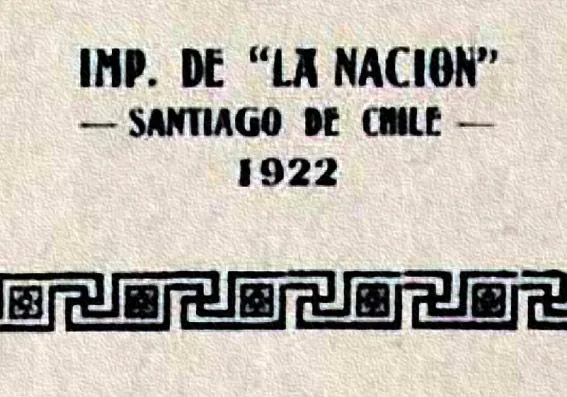 IMP. DE "LA NACION"
— SANTIAGO DE CHILE —
1922